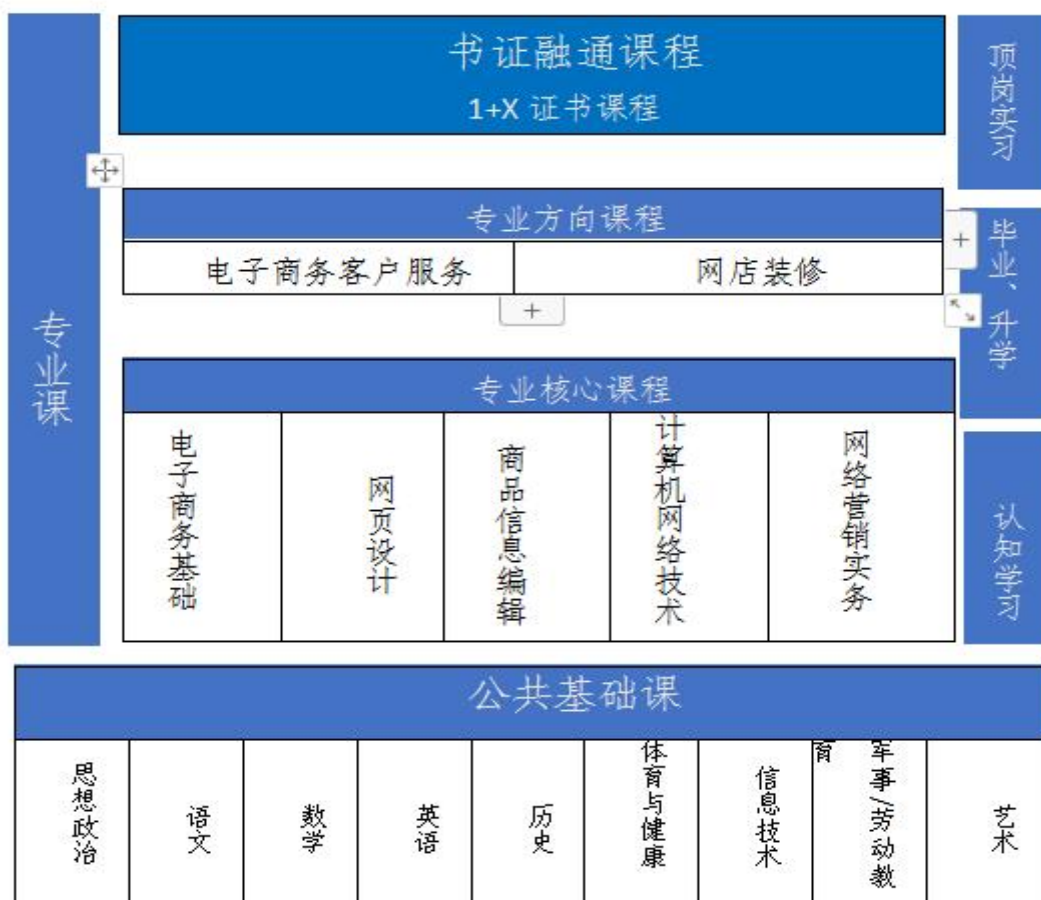 专业课
书证融通课程
1+X 证书课程
顶岗实习
专业方向课程
电子商务客户服务
网店装修
毕业、升学
专业核心课程
电子商务基础
网页设计
商品信息编辑
计算机网络技术
网络营销实务
认知学习
公共基础课
思想政治
语文
数学
英语
历史
体育与健康
信息技术
军事/劳动教
育
艺术